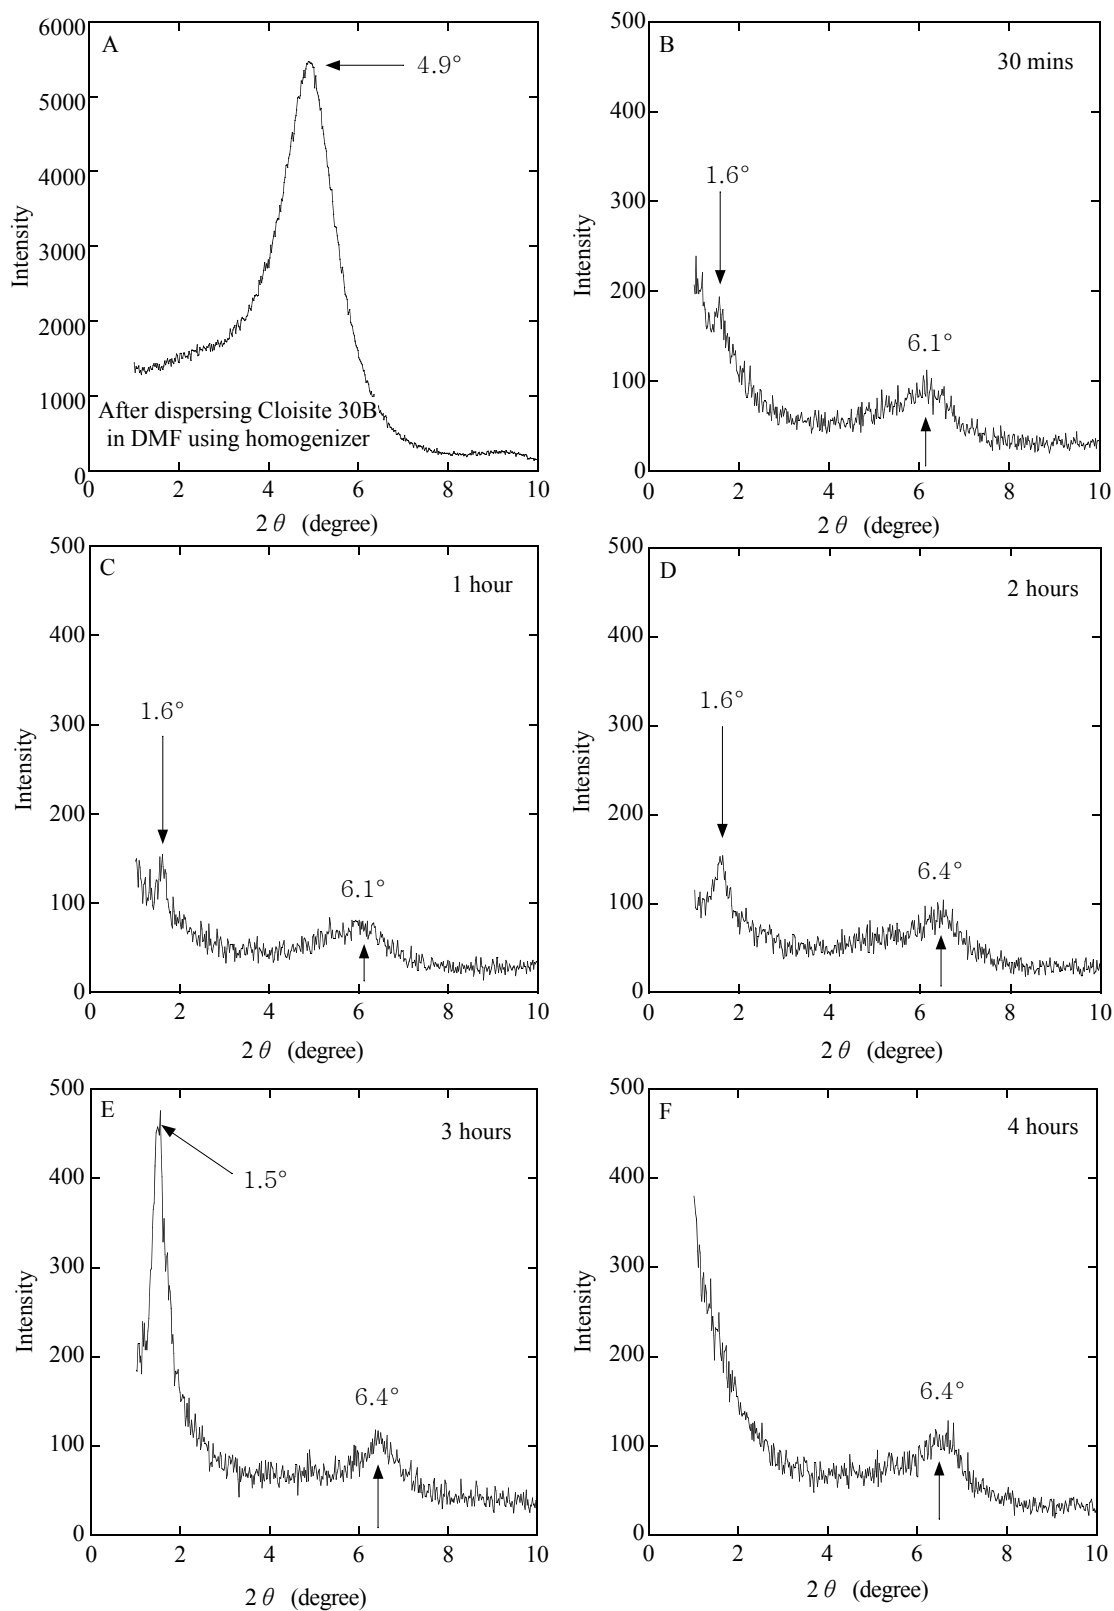 A
4.9°
Intensity
6000
5000
4000
3000
2000
1000
0
After dispersing Cloisite 30B
in DMF using homogenizer
0 2 4 6 8 10
2 θ (degree)
B
30 mins
1.6°
6.1°
Intensity
500
400
300
200
100
0
0 2 4 6 8 10
2 θ (degree)
C
1 hour
1.6°
6.1°
Intensity
500
400
300
200
100
0
0 2 4 6 8 10
2 θ (degree)
D
2 hours
1.6°
6.4°
Intensity
500
400
300
200
100
0
0 2 4 6 8 10
2 θ (degree)
E
3 hours
1.5°
6.4°
Intensity
500
400
300
200
100
0
0 2 4 6 8 10
2 θ (degree)
F
4 hours
6.4°
Intensity
500
400
300
200
100
0
0 2 4 6 8 10
2 θ (degree)